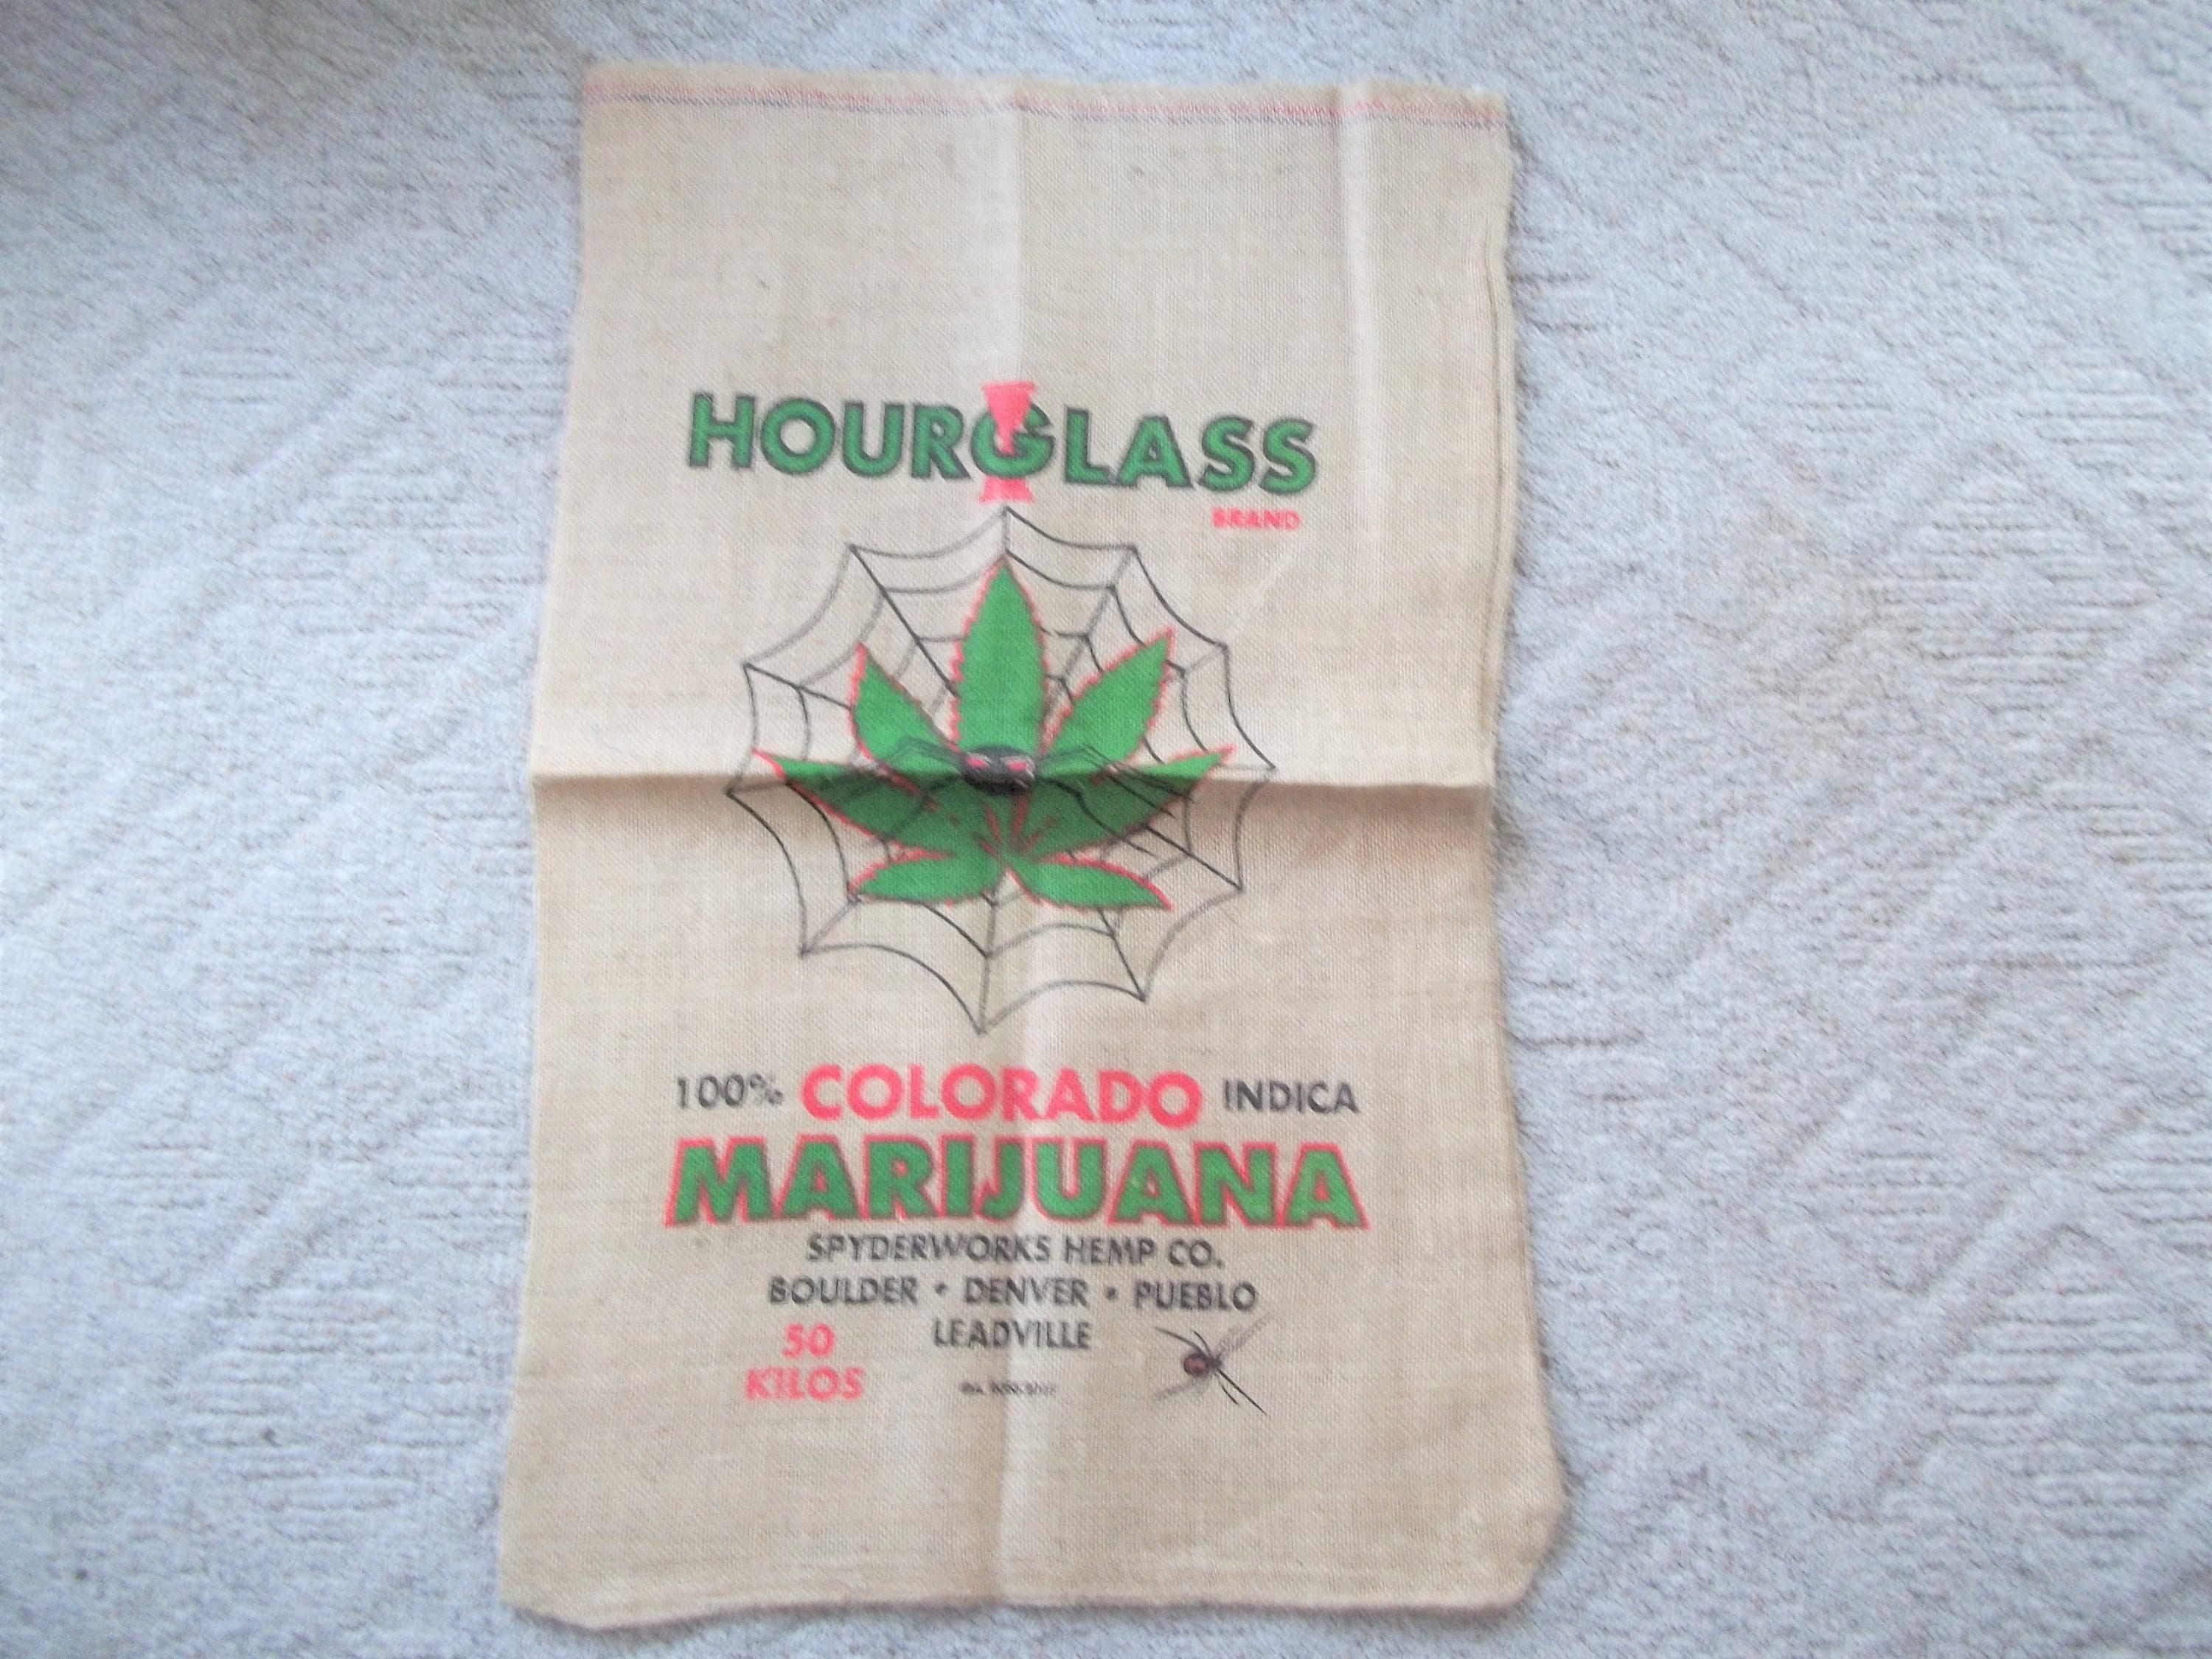 HOURGLASS
BRAND
100% COLORADO INDICA
MARIJUANA
SPYDERWORKS HEMP CO.
BOULDER • DENVER • PUEBLO
LEADVILLE
50
KILOS